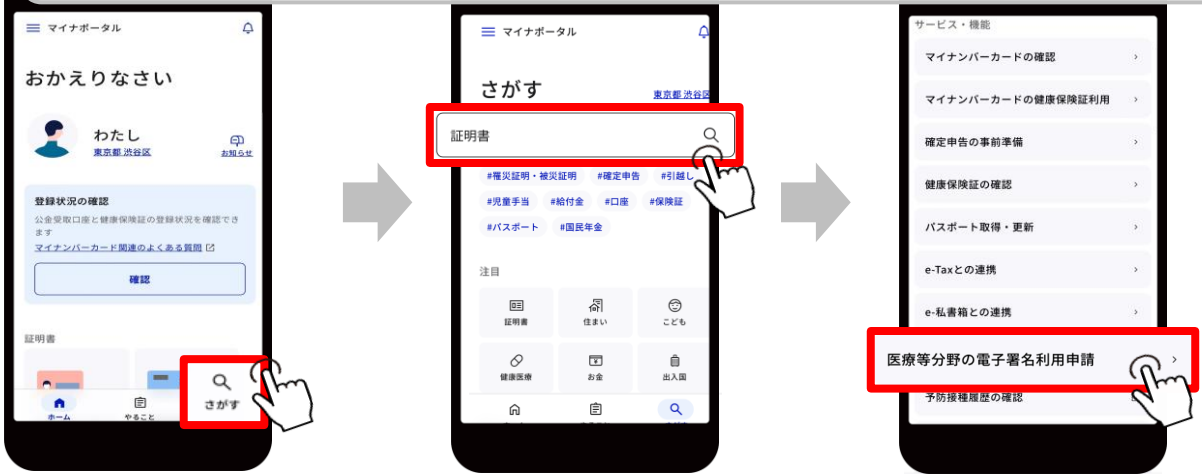 マイナポータル
おかえりなさい
わたし
東京都 渋谷区
お知らせ
登録状況の確認
公金受取口座と健康保険証の登録状況を確認でき
ます
マイナンバーカード関連のよくある質問
確認
証明書
ホーム
やること
さがす
マイナポータル
さがす
東京都 渋谷区
証明書
#罹災証明・被災証明 #確定申告 #引越し
#児童手当 #給付金 #口座 #保険証
#パスポート #国民年金
注目
証明書 住まい こども
健康医療 お金 出入国
サービス・機能
マイナンバーカードの確認
マイナンバーカードの健康保険証利用
確定申告の事前準備
健康保険証の確認
パスポート取得・更新
e-Taxとの連携
e-私書箱との連携
医療等分野の電子署名利用申請
予防接種履歴の確認